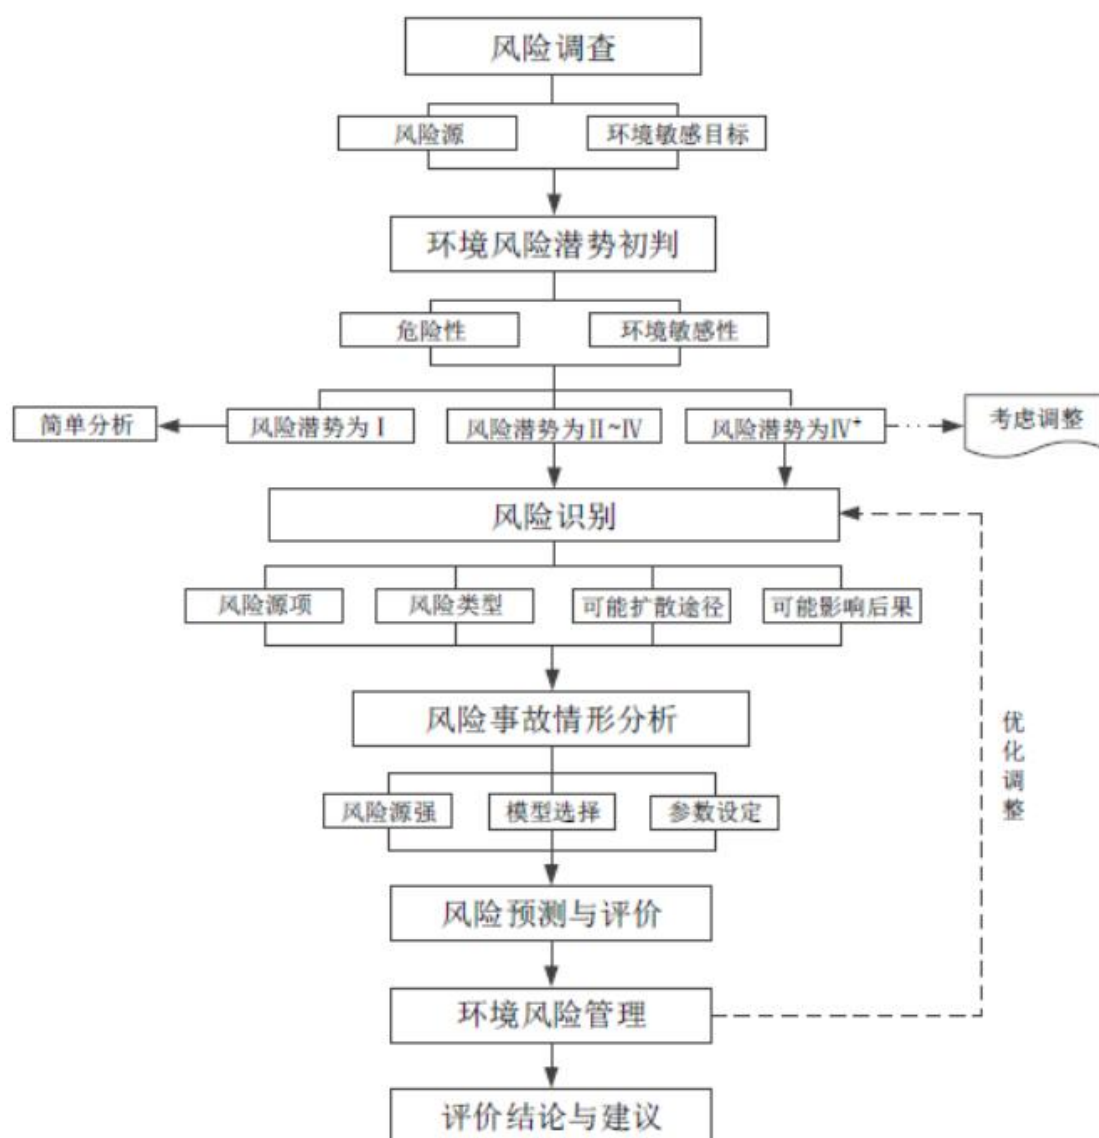 风险调查
风险源
环境敏感目标
环境风险潜势初判
危险性
环境敏感性
简单分析
风险潜势为Ⅰ
风险潜势为Ⅱ~Ⅳ
风险潜势为Ⅳ⁺
考虑调整
风险识别
风险源项
风险类型
可能扩散途径
可能影响后果
风险事故情形分析
优化调整
风险源强
模型选择
参数设定
风险预测与评价
环境风险管理
评价结论与建议